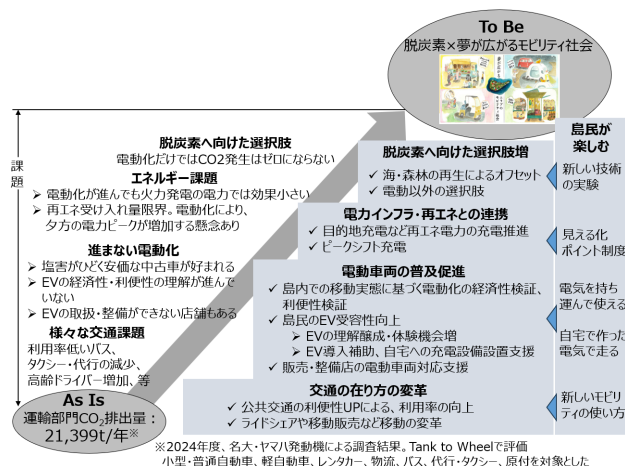 To Be
脱炭素×夢が広がるモビリティ社会
課題
脱炭素へ向けた選択肢
電動化だけではCO2発生はゼロにならない
エネルギー課題
➢ 電動化が進んでも火力発電の電力では効果小さい
➢ 再エネ受け入れ量限界。電動化により、
夕方の電力ピークが増加する懸念あり
進まない電動化
➢ 塩害がひどく安価な中古車が好まれる
➢ EVの経済性・利便性の理解が進んで
いない
➢ EVの取扱・整備ができない店舗もある
様々な交通課題
利用率低いバス、
タクシー・代行の減少、
高齢ドライバー増加、等
As Is
運輸部門CO₂排出量：
21,399t/年※
脱炭素へ向けた選択肢増
✓ 海・森林の再生によるオフセット
✓ 電動以外の選択肢
電力インフラ・再エネとの連携
✓ 目的地充電など再エネ電力の充電推進
✓ ピークシフト充電
電動車両の普及促進
✓ 島内での移動実態に基づく電動化の経済性検証、
利便性検証
✓ 島民のEV受容性向上
➢ EVの理解醸成・体験機会増
➢ EV導入補助、自宅への充電設備設置支援
✓ 販売・整備店の電動車両対応支援
交通の在り方の変革
✓ 公共交通の利便性UPによる、利用率の向上
✓ ライドシェアや移動販売など移動の変革
島民が
楽しむ
新しい技術
の実験
見える化
ポイント制度
電気を持ち
運んで使える
自宅で作った
電気で走る
新しいモビリ
ティの使い方
※2024年度、名大・ヤマハ発動機による調査結果。Tank to Wheelで評価
小型・普通自動車、軽自動車、レンタカー、物流、バス、代行・タクシー、原付を対象とした